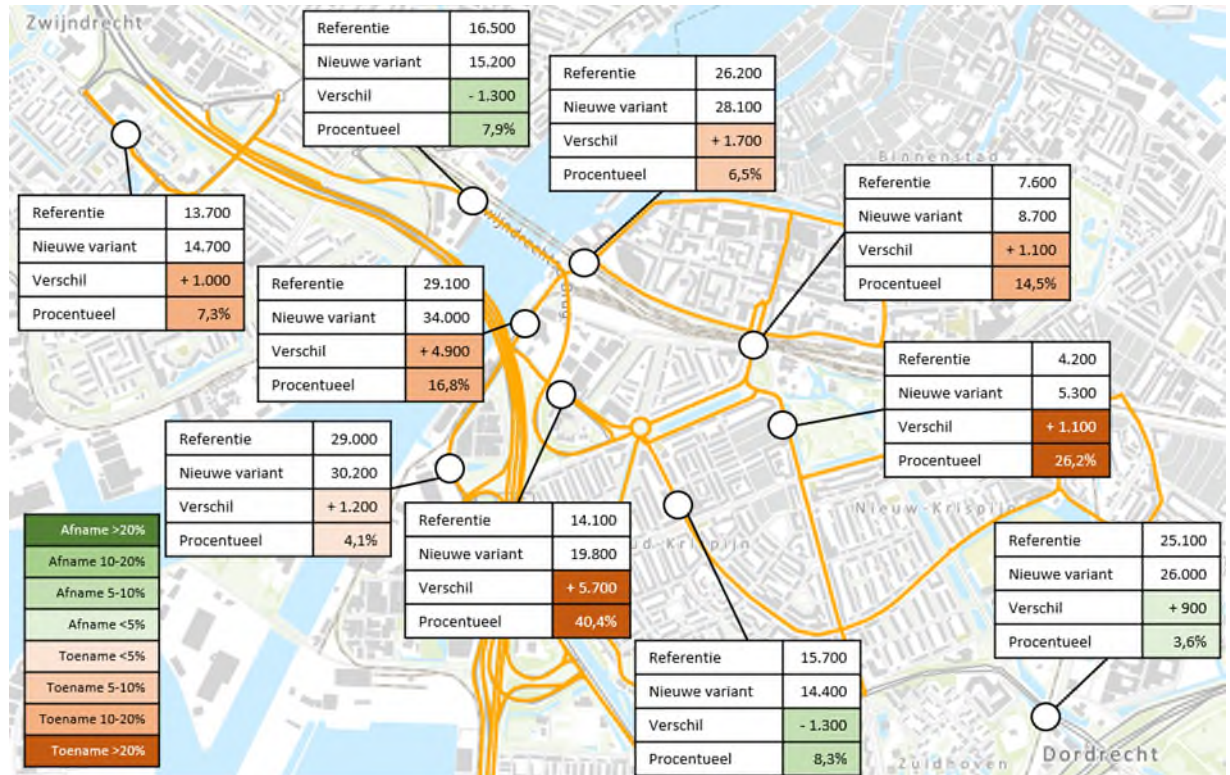 Zwijndrecht
Referentie 16.500
Nieuwe variant 15.200
Verschil - 1.300
Procentueel 7,9%
Referentie 26.200
Nieuwe variant 28.100
Verschil + 1.700
Procentueel 6,5%
Binnenstad
Referentie 7.600
Nieuwe variant 8.700
Verschil + 1.100
Procentueel 14,5%
Referentie 13.700
Nieuwe variant 14.700
Verschil + 1.000
Procentueel 7,3%
Zwijndrechtse brug
Referentie 29.100
Nieuwe variant 34.000
Verschil + 4.900
Procentueel 16,8%
Referentie 4.200
Nieuwe variant 5.300
Verschil + 1.100
Procentueel 26,2%
Referentie 29.000
Nieuwe variant 30.200
Verschil + 1.200
Procentueel 4,1%
Referentie 14.100
Nieuwe variant 19.800
Verschil + 5.700
Procentueel 40,4%
ud-Krispijn
Nieuw-Krispijn
Referentie 25.100
Nieuwe variant 26.000
Verschil + 900
Procentueel 3,6%
Afname >20%
Afname 10-20%
Afname 5-10%
Afname <5%
Toename <5%
Toename 5-10%
Toename 10-20%
Toename >20%
Referentie 15.700
Nieuwe variant 14.400
Verschil - 1.300
Procentueel 8,3%
Zuidhoven
Dordrecht